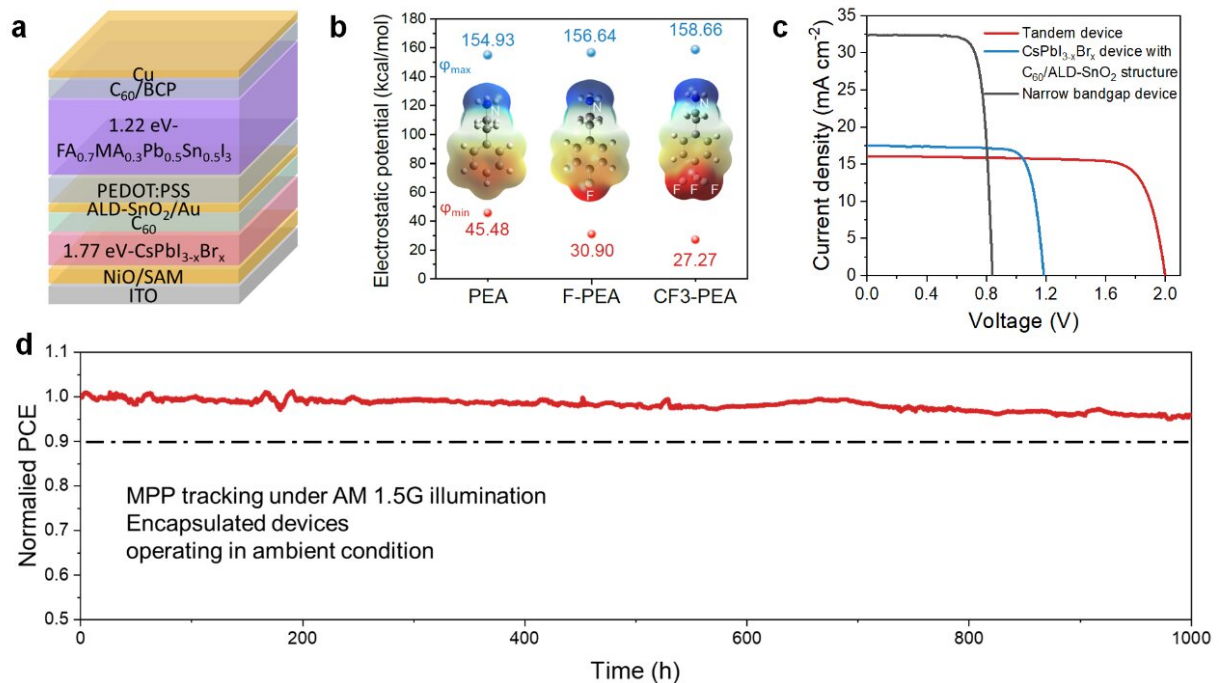 a
Cu
C₆₀/BCP
1.22 eV-
FA₀.₇MA₀.₃Pb₀.₅Sn₀.₅I₃
PEDOT:PSS
ALD-SnO₂/Au
C₆₀
1.77 eV-CsPbI₃₋ₓBrₓ
NiO/SAM
ITO
b
Electrostatic potential (kcal/mol)
180
160
140
120
100
80
60
40
20
0
154.93
156.64
158.66
φmax
N
N
N
F
F F F
φmin
45.48
30.90
27.27
PEA
F-PEA
CF3-PEA
c
Current density (mA cm⁻²)
35
30
25
20
15
10
5
0
Tandem device
CsPbI₃₋ₓBrₓ device with
C₆₀/ALD-SnO₂ structure
Narrow bandgap device
0.0 0.4 0.8 1.2 1.6 2.0
Voltage (V)
d
Normalied PCE
1.1
1.0
0.9
0.8
0.7
0.6
0.5
MPP tracking under AM 1.5G illumination
Encapsulated devices
operating in ambient condition
0 200 400 600 800 1000
Time (h)